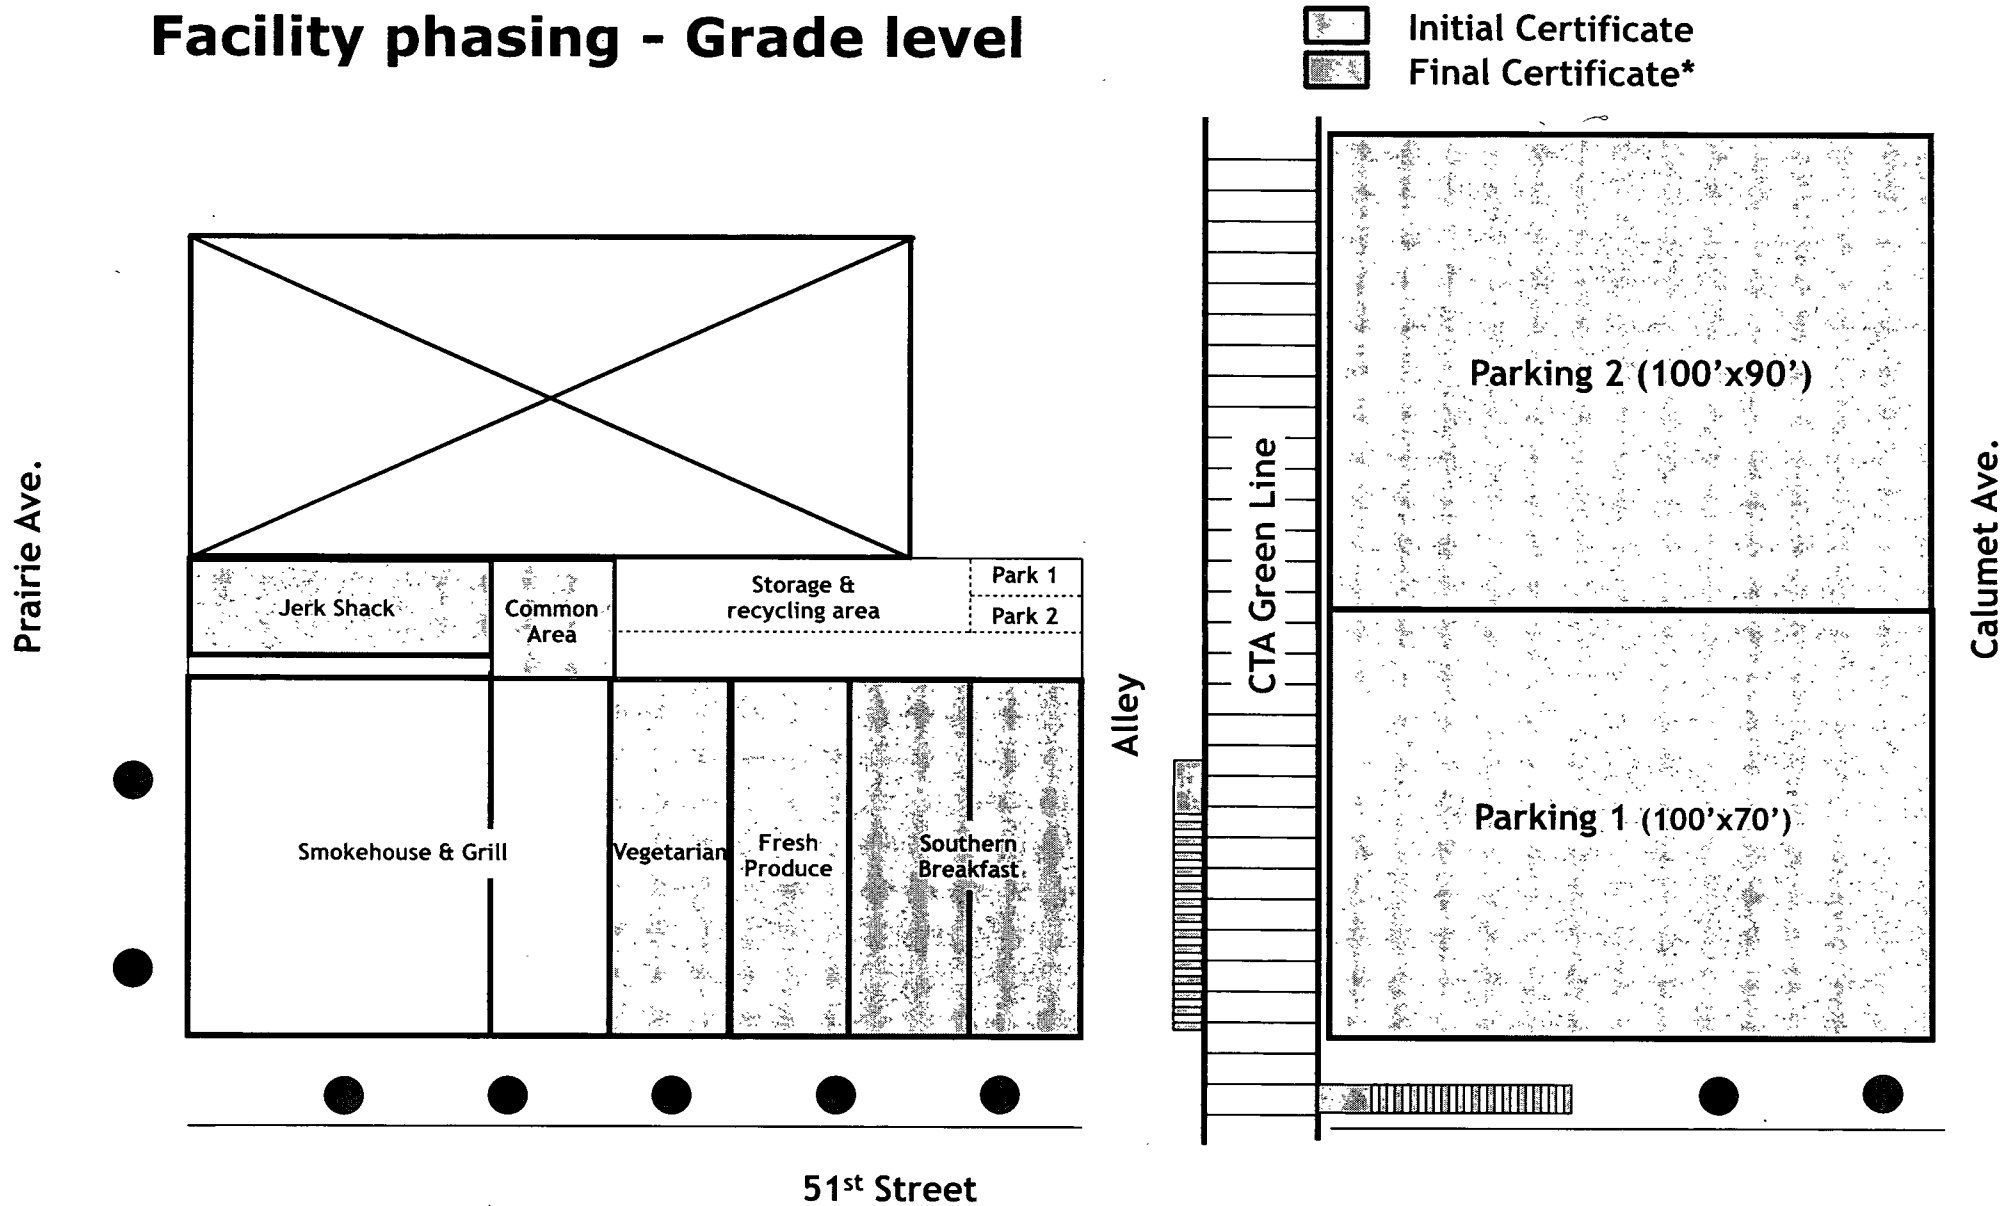 Facility phasing - Grade level
Initial Certificate
Final Certificate*
Prairie Ave.
Jerk Shack
Common
Area
Storage &
recycling area
Park 1
Park 2
Smokehouse & Grill
Vegetarian
Fresh
Produce
Southern
Breakfast
Alley
CTA Green Line
Parking 2 (100'x90')
Parking 1 (100'x70')
Calumet Ave.
51st Street